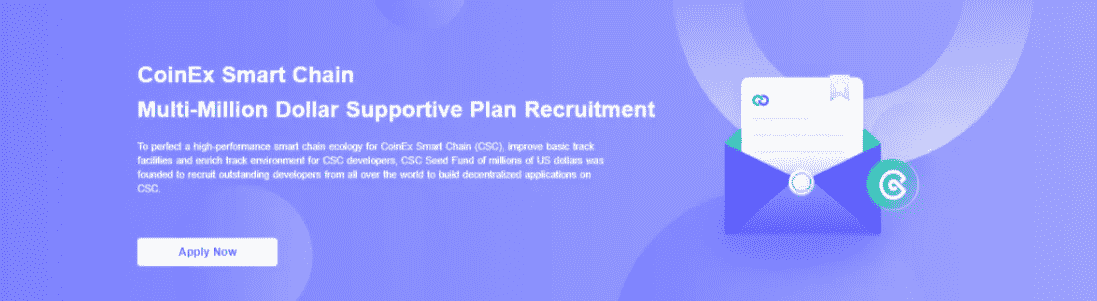 CoinEx Smart Chain
Multi-Million Dollar Supportive Plan Recruitment
To perfect a high-performance smart chain ecology for CoinEx Smart Chain (CSC), improve basic track
facilities and enrich track environment for CSC developers, CSC Seed Fund of millions of US dollars was
founded to recruit outstanding developers from all over the world to build decentralized applications on
CSC.
Apply Now